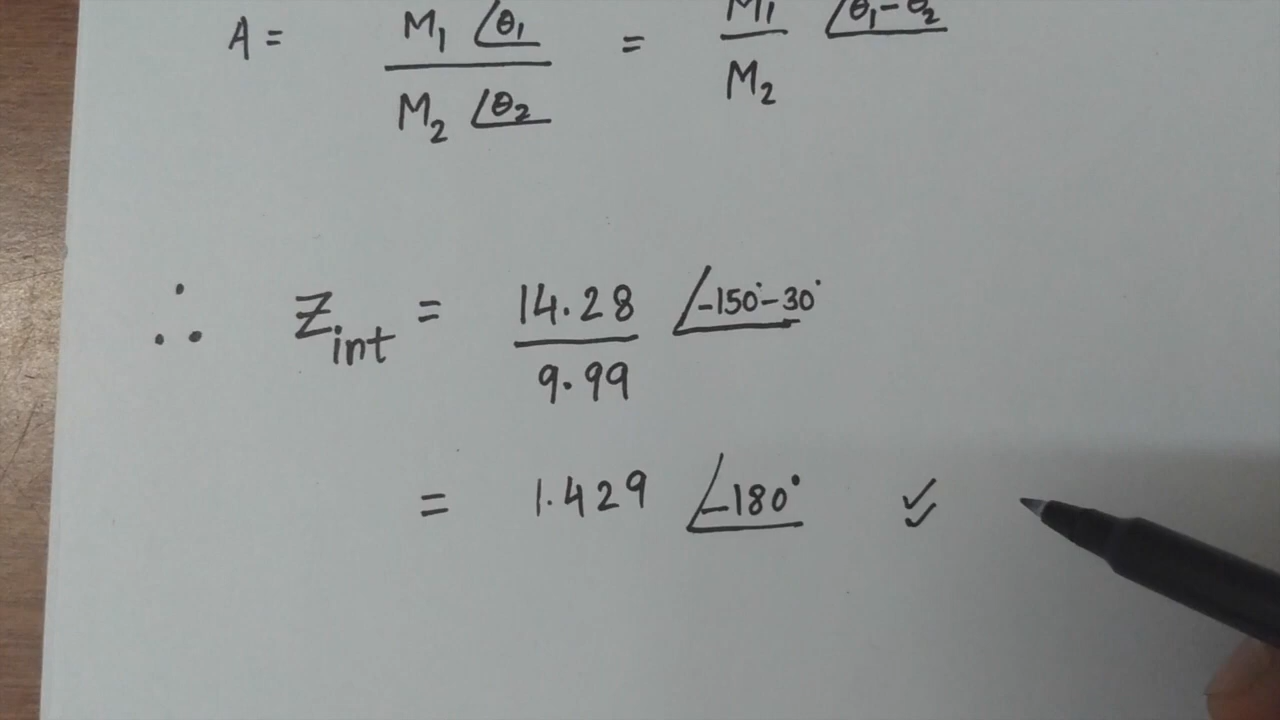 A = M₁ ∠θ₁ / M₂ ∠θ₂ = M₁ / M₂ ∠θ₁-θ₂
∴ Zint = 14.28 / 9.99 ∠-150°-30°
= 1.429 ∠-180° ✓✓